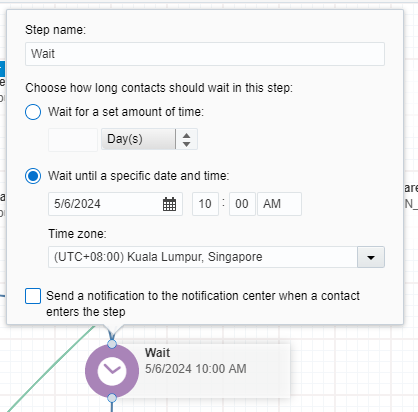 Step name:
Wait
Choose how long contacts should wait in this step:
Wait for a set amount of time:
Day(s)
Wait until a specific date and time:
5/6/2024 10 : 00 AM
Time zone:
(UTC+08:00) Kuala Lumpur, Singapore
Send a notification to the notification center when a contact
enters the step
Wait
5/6/2024 10:00 AM